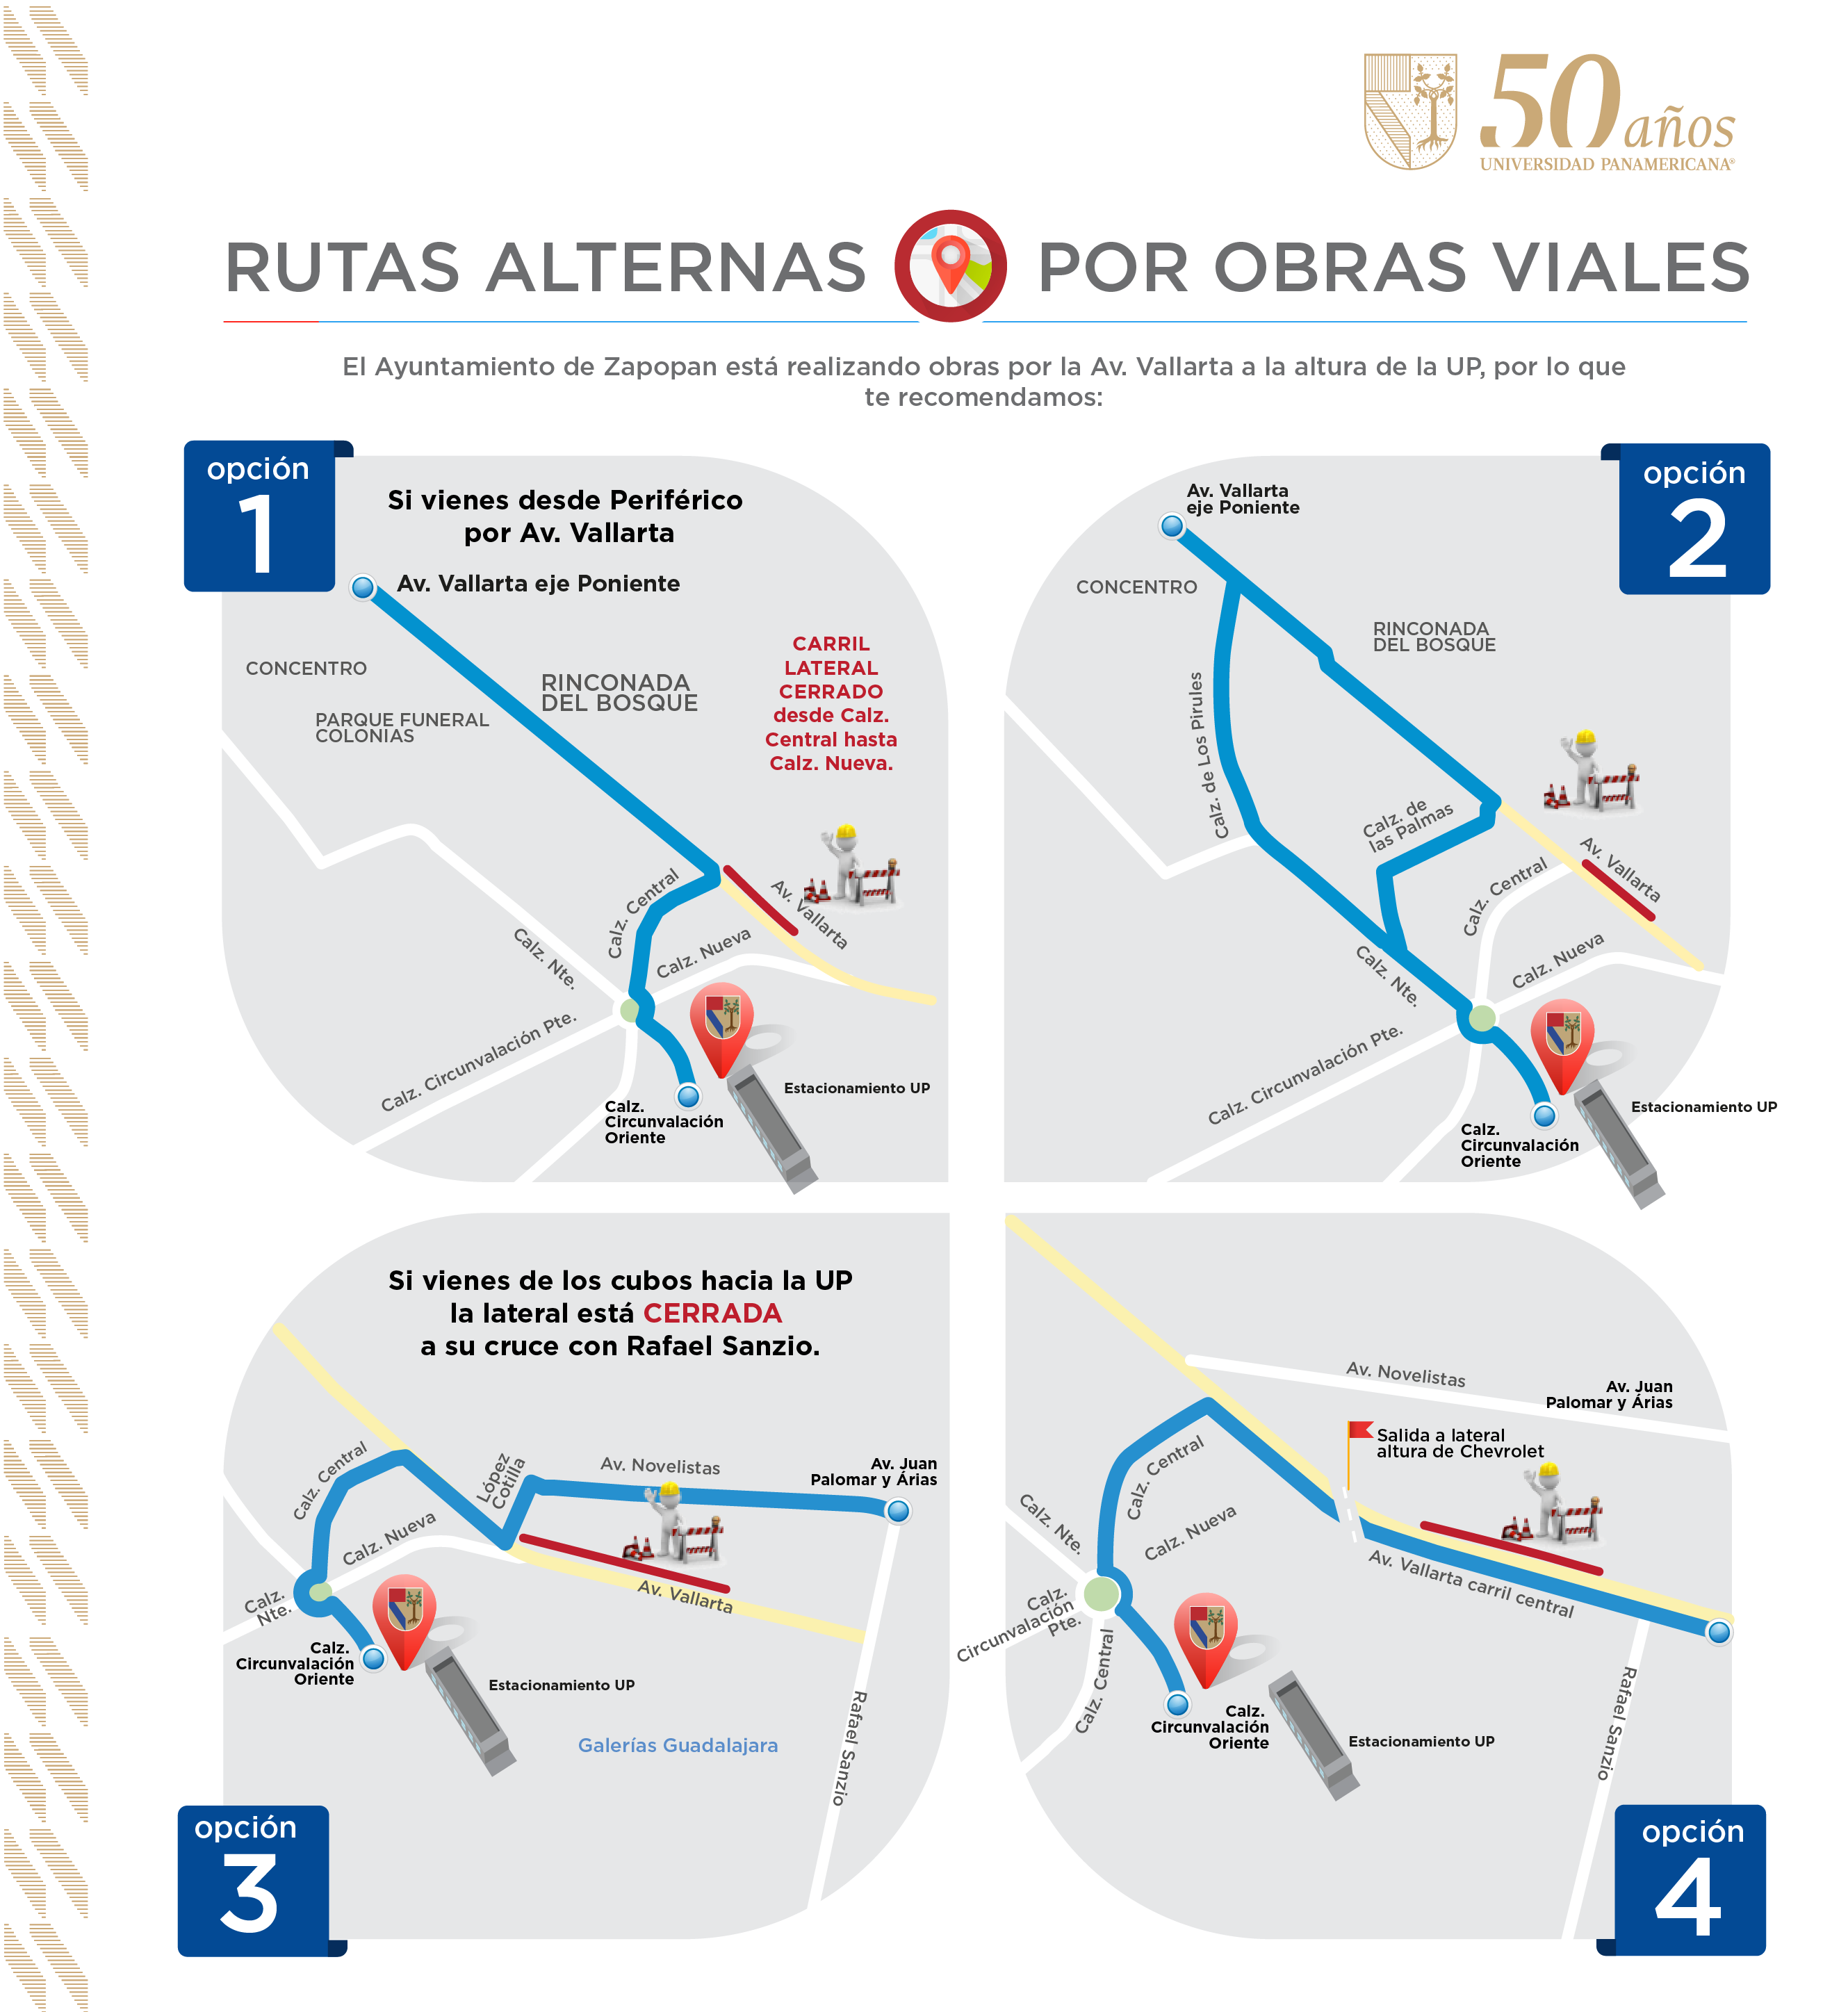 50 años
UNIVERSIDAD PANAMERICANA®
RUTAS ALTERNAS POR OBRAS VIALES
El Ayuntamiento de Zapopan está realizando obras por la Av. Vallarta a la altura de la UP, por lo que
te recomendamos:
opción
1
Si vienes desde Periférico
por Av. Vallarta
Av. Vallarta eje Poniente
CONCENTRO
PARQUE FUNERAL
COLONIAS
RINCONADA
DEL BOSQUE
CARRIL
LATERAL
CERRADO
desde Calz.
Central hasta
Calz. Nueva.
Calz. Central
Av. Vallarta
Calz. Nueva
Calz. Nte.
Calz. Circunvalación Pte.
Calz.
Circunvalación
Oriente
Estacionamiento UP
opción
2
Av. Vallarta
eje Poniente
CONCENTRO
RINCONADA
DEL BOSQUE
Calz. de Los Pirules
Calz. de
las Palmas
Av. Vallarta
Calz. Central
Calz. Nueva
Calz. Nte.
Calz. Circunvalación Pte.
Calz.
Circunvalación
Oriente
Estacionamiento UP
Si vienes de los cubos hacia la UP
la lateral está CERRADA
a su cruce con Rafael Sanzio.
Calz. Central
López
Cotilla
Av. Novelistas
Av. Juan
Palomar y Árias
Calz. Nueva
Av. Vallarta
Calz.
Nte.
Calz.
Circunvalación
Oriente
Estacionamiento UP
Galerías Guadalajara
Rafael Sanzio
opción
3
Av. Novelistas
Av. Juan
Palomar y Árias
Salida a lateral
altura de Chevrolet
Calz. Central
Calz. Nte.
Calz. Nueva
Av. Vallarta carril central
Calz.
Circunvalación
Pte.
Calz. Central
Calz.
Circunvalación
Oriente
Estacionamiento UP
Rafael Sanzio
opción
4